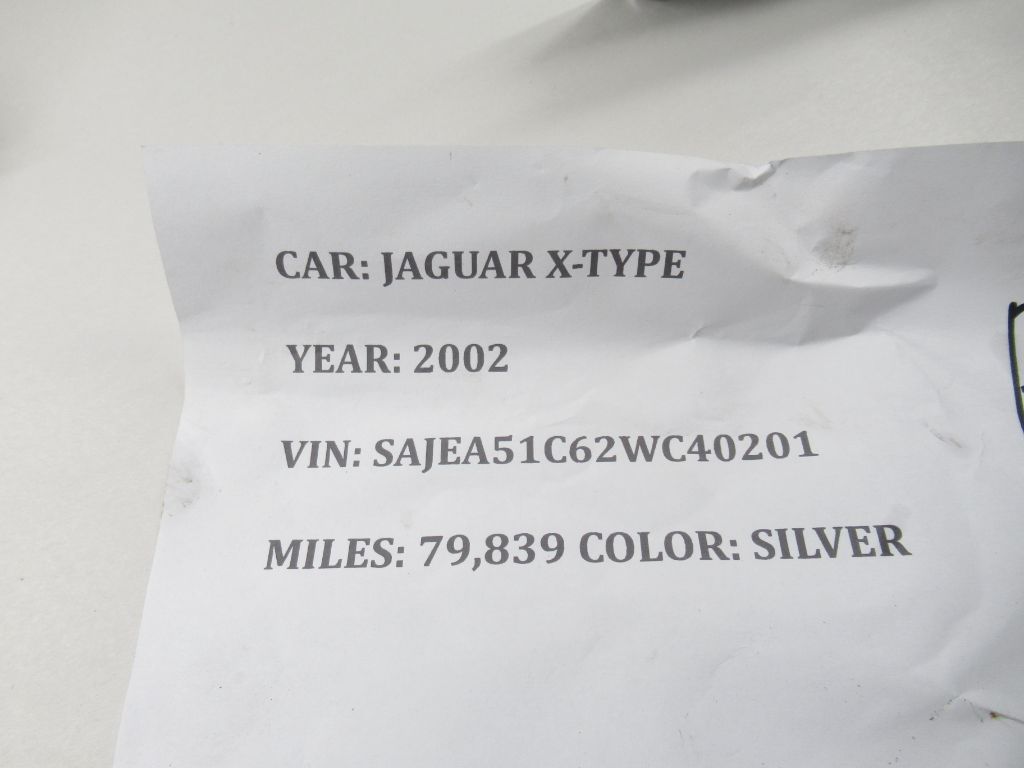 CAR: JAGUAR X-TYPE
YEAR: 2002
VIN: SAJEA51C62WC40201
MILES: 79,839 COLOR: SILVER